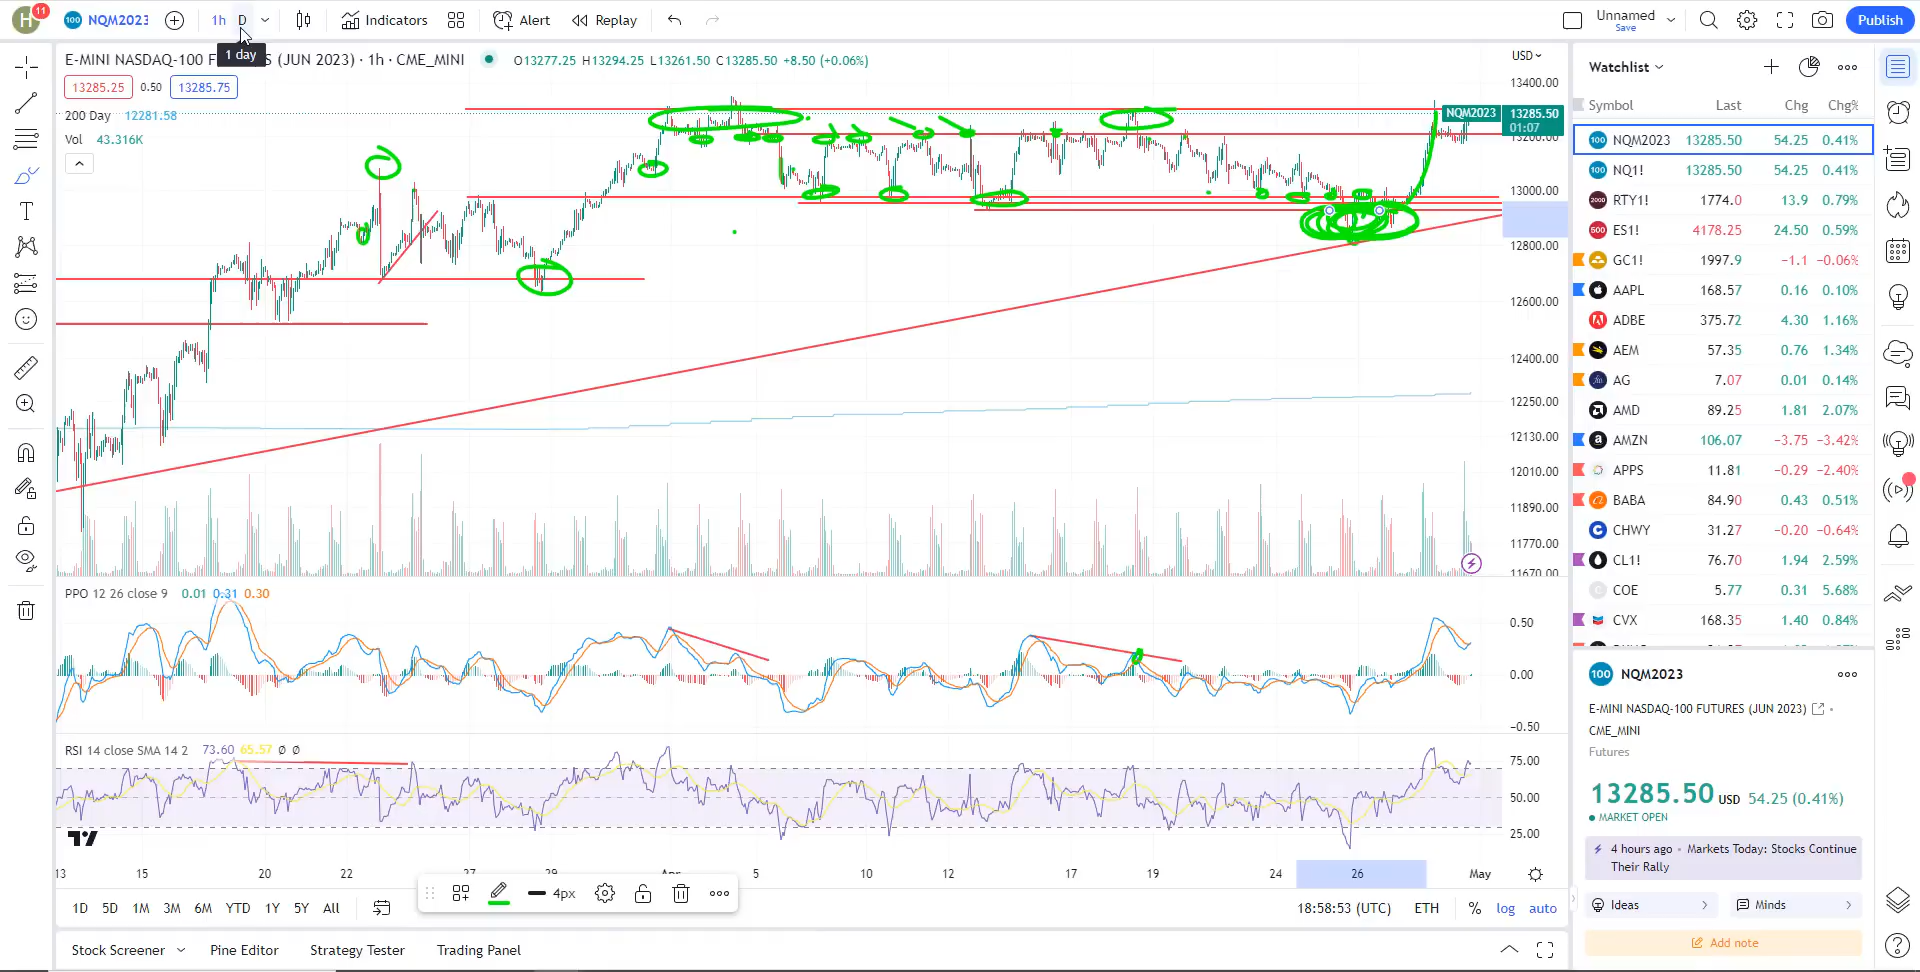 H 11 100 NQM2023 1h D Indicators Alert Replay Unnamed Save Publish
1 day
E-MINI NASDAQ-100 F S (JUN 2023) · 1h · CME_MINI O13277.25 H13294.25 L13261.50 C13285.50 +8.50 (+0.06%) USD
13285.25 0.50 13285.75
200 Day 12281.58
Vol 43.316K
13400.00
NQM2023 13285.50
01:07
13200.00
13000.00
12800.00
12600.00
12400.00
12250.00
12130.00
12010.00
11890.00
11770.00
11670.00
PPO 12 26 close 9 0.01 0.31 0.30
0.50
0.00
−0.50
RSI 14 close SMA 14 2 73.60 65.57 Ø Ø
75.00
50.00
25.00
13 15 20 22 27 29 Apr 5 10 12 17 19 24 26 May
4px
1D 5D 1M 3M 6M YTD 1Y 5Y All 18:58:53 (UTC) ETH % log auto
Stock Screener Pine Editor Strategy Tester Trading Panel
Watchlist
Symbol Last Chg Chg%
100 NQM2023 13285.50 54.25 0.41%
100 NQ1! 13285.50 54.25 0.41%
2000 RTY1! 1774.0 13.9 0.79%
500 ES1! 4178.25 24.50 0.59%
GC1! 1997.9 −1.1 −0.06%
AAPL 168.57 0.16 0.10%
ADBE 375.72 4.30 1.16%
AEM 57.35 0.76 1.34%
AG 7.07 0.01 0.14%
AMD 89.25 1.81 2.07%
AMZN 106.07 −3.75 −3.42%
APPS 11.81 −0.29 −2.40%
BABA 84.90 0.43 0.51%
CHWY 31.27 −0.20 −0.64%
CL1! 76.70 1.94 2.59%
COE 5.77 0.31 5.68%
CVX 168.35 1.40 0.84%
100 NQM2023
E-MINI NASDAQ-100 FUTURES (JUN 2023)
CME_MINI
Futures
13285.50 USD 54.25 (0.41%)
MARKET OPEN
4 hours ago · Markets Today: Stocks Continue
Their Rally
Ideas Minds
Add note